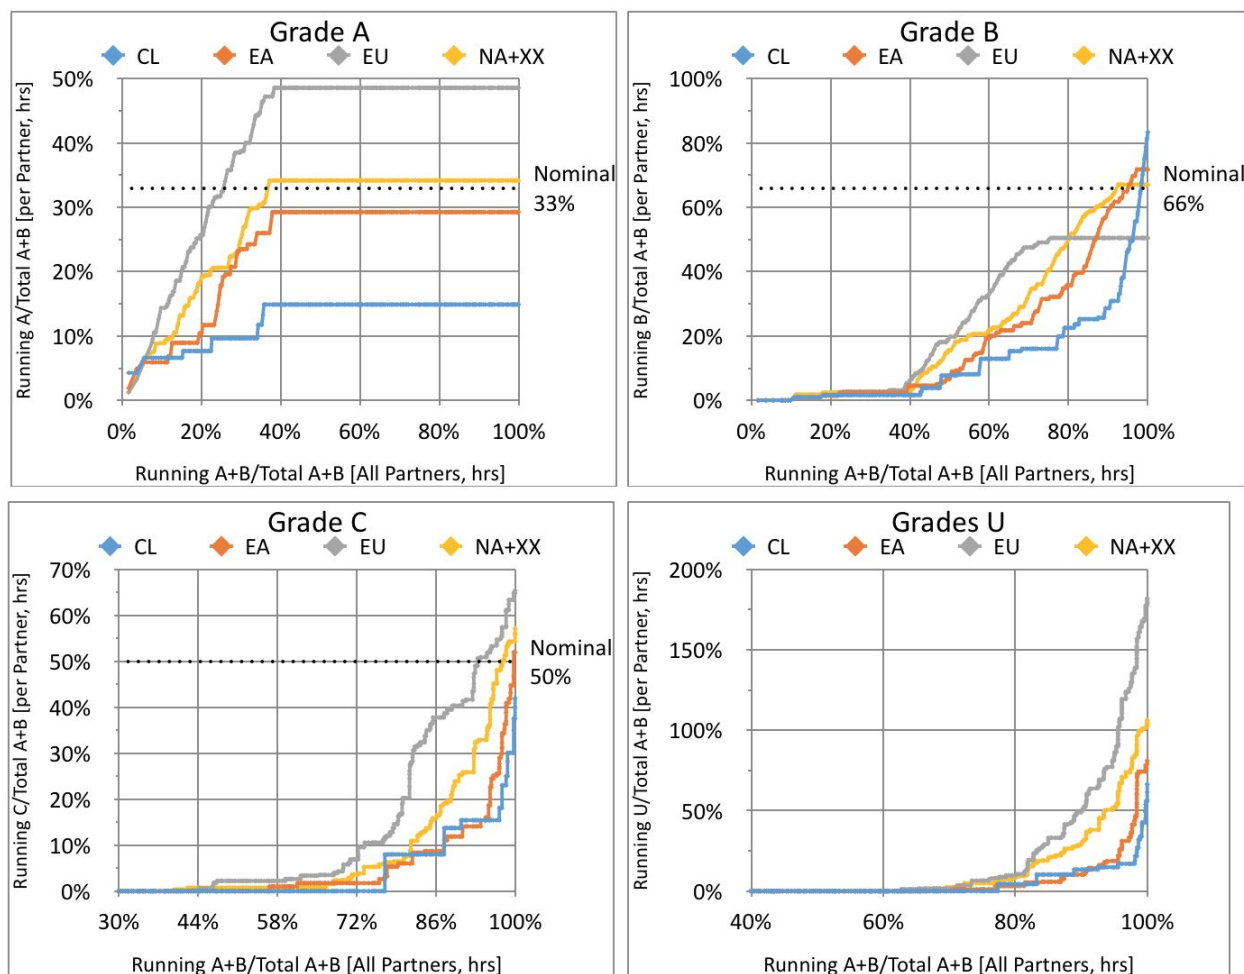 Grade A
CL EA EU NA+XX
Running A/Total A+B [per Partner, hrs]
50%
40%
30%
20%
10%
0%
Nominal
33%
0% 20% 40% 60% 80% 100%
Running A+B/Total A+B [All Partners, hrs]
Grade B
CL EA EU NA+XX
Running B/Total A+B [per Partner, hrs]
100%
80%
60%
40%
20%
0%
Nominal
66%
0% 20% 40% 60% 80% 100%
Running A+B/Total A+B [All Partners, hrs]
Grade C
CL EA EU NA+XX
Running C/Total A+B [per Partner, hrs]
70%
60%
50%
40%
30%
20%
10%
0%
Nominal
50%
30% 44% 58% 72% 86% 100%
Running A+B/Total A+B [All Partners, hrs]
Grades U
CL EA EU NA+XX
Running U/Total A+B [per Partner, hrs]
200%
150%
100%
50%
0%
40% 60% 80% 100%
Running A+B/Total A+B [All Partners, hrs]